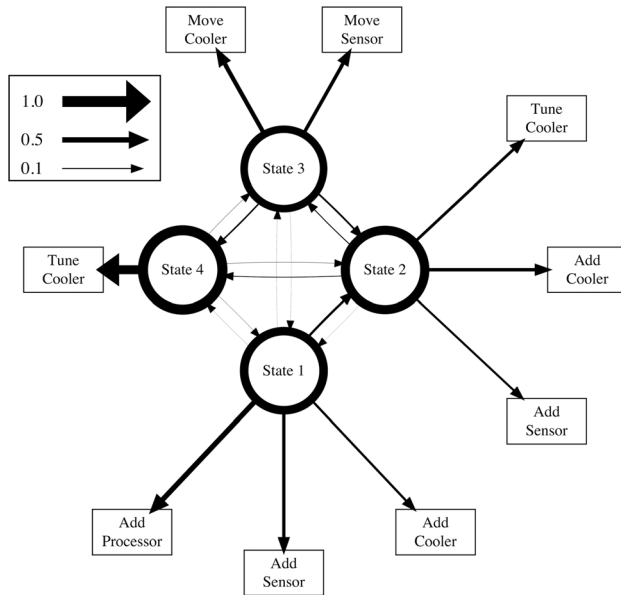 Move
Cooler
Move
Sensor
1.0
0.5
0.1
Tune
Cooler
State 3
Tune
Cooler
State 4
State 2
Add
Cooler
State 1
Add
Sensor
Add
Processor
Add
Sensor
Add
Cooler